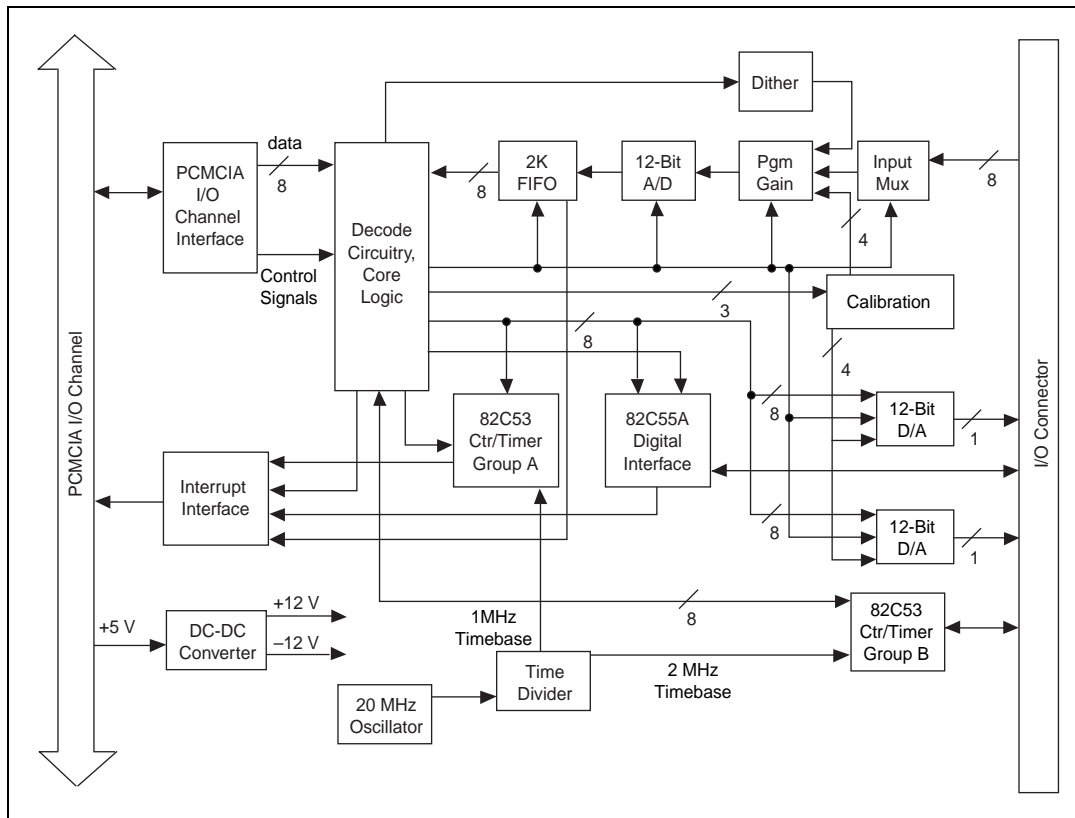 Dither
data
8
PCMCIA
I/O
Channel
Interface
Control
Signals
Decode
Circuitry,
Core
Logic
8
2K
FIFO
12-Bit
A/D
Pgm
Gain
Input
Mux
8
4
3
Calibration
8
4
PCMCIA I/O Channel
I/O Connector
82C53
Ctr/Timer
Group A
82C55A
Digital
Interface
8
12-Bit
D/A
1
Interrupt
Interface
8
12-Bit
D/A
1
+5 V
DC-DC
Converter
+12 V
–12 V
1MHz
Timebase
8
82C53
Ctr/Timer
Group B
Time
Divider
2 MHz
Timebase
20 MHz
Oscillator